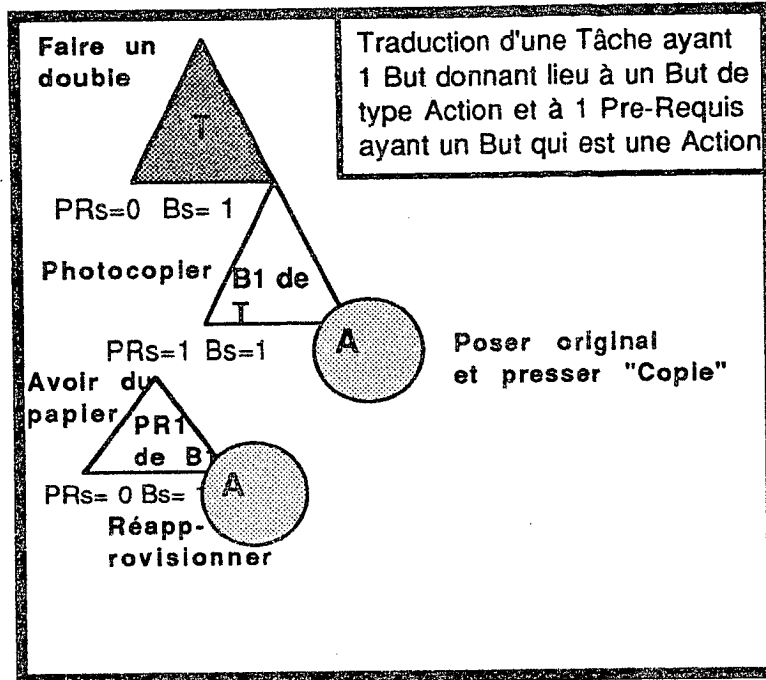 Faire un
double
Traduction d'une Tâche ayant
1 But donnant lieu à un But de
type Action et à 1 Pre-Requis
ayant un But qui est une Action
T
PRs=0 Bs= 1
Photocopier
B1 de
T
A
Poser original
et presser "Copie"
PRs=1 Bs=1
Avoir du
papier
PR1
de B1
A
PRs= 0 Bs= 1
Réapp-
rovisionner